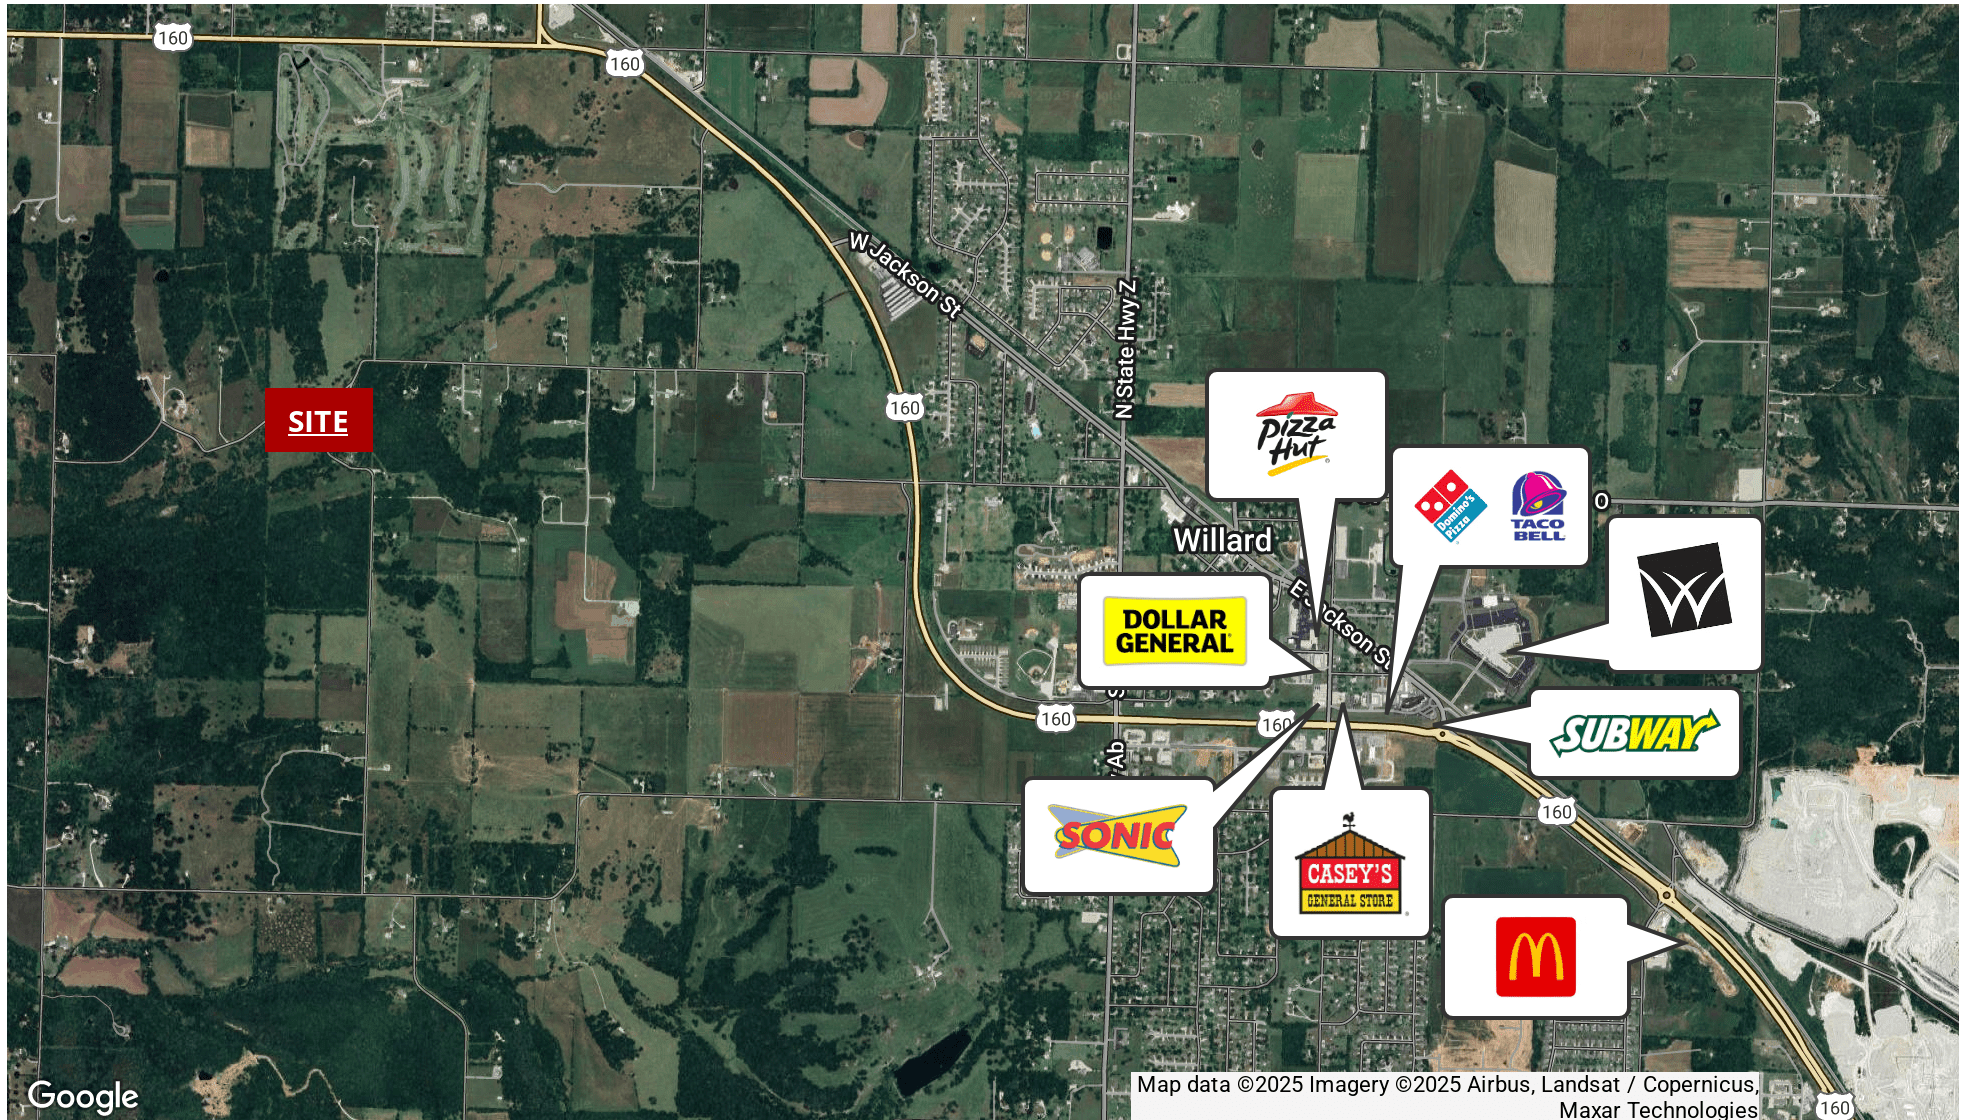 160
160
W Jackson St
N State Hwy Z
SITE
160
Pizza
Hut
Domino's
Pizza
TACO
BELL
O
Willard
DOLLAR
GENERAL
E Jackson St
W
SUBWAY
160
160
Ab
160
SONIC
CASEY'S
GENERAL STORE
M
Google
Map data ©2025 Imagery ©2025 Airbus, Landsat / Copernicus,
Maxar Technologies
160